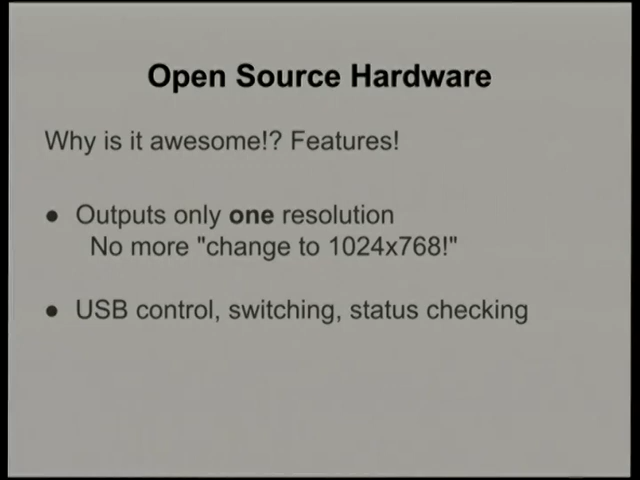 Open Source Hardware
Why is it awesome!? Features!
● Outputs only one resolution
No more "change to 1024x768!"
● USB control, switching, status checking